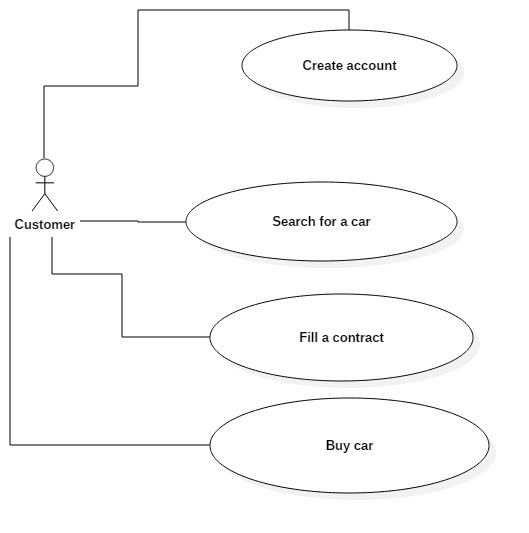 Create account
Customer
Search for a car
Fill a contract
Buy car